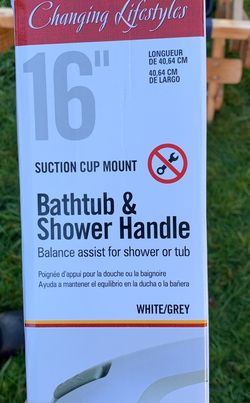 Changing Lifestyles
16"
LONGUEUR
DE 40,64 CM
40,64 CM
DE LARGO
SUCTION CUP MOUNT
Bathtub &
Shower Handle
Balance assist for shower or tub
Poignée d'appui pour la douche ou la baignoire
Ayuda a mantener el equilibrio en la ducha o la bañera
WHITE/GREY